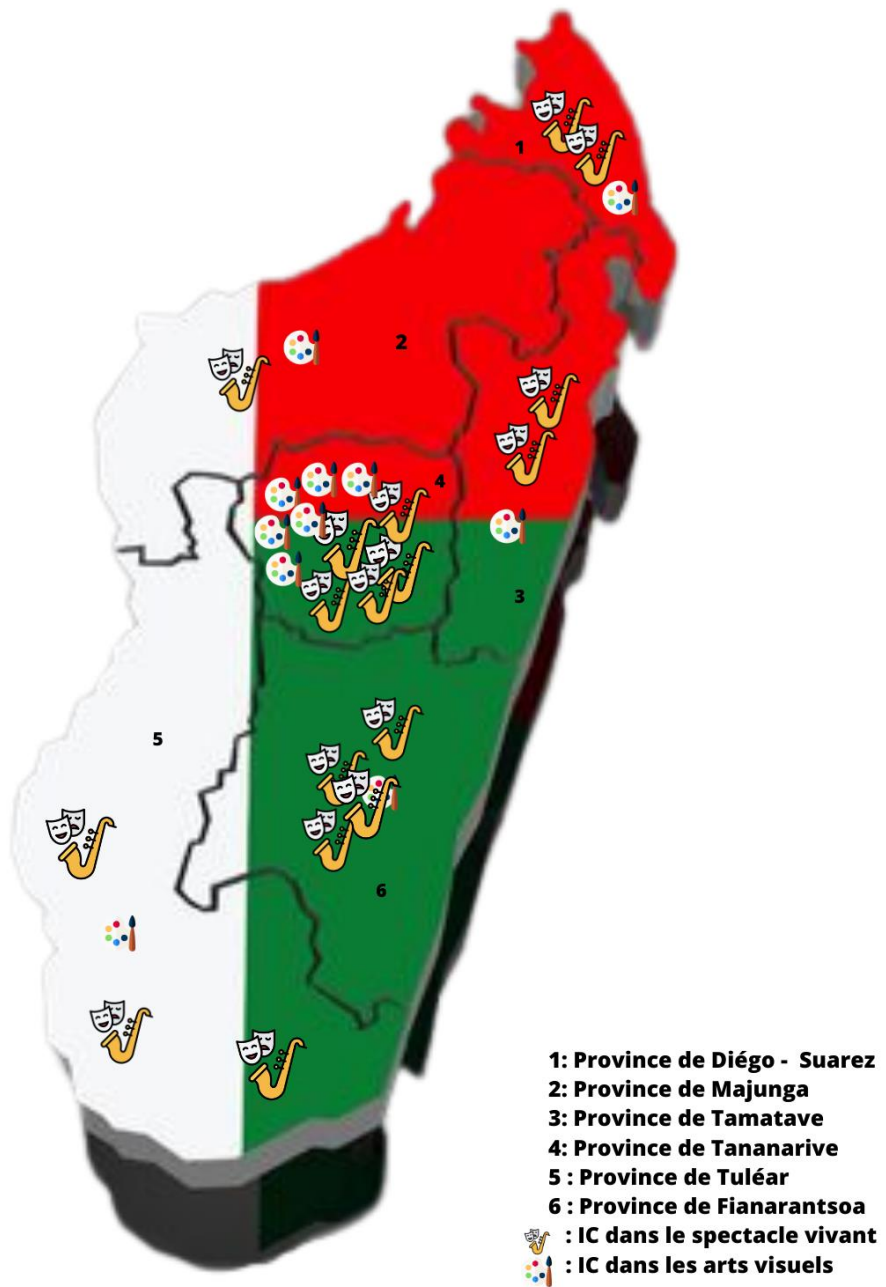 1
2
4
3
5
6
1: Province de Diégo - Suarez
2: Province de Majunga
3: Province de Tamatave
4: Province de Tananarive
5 : Province de Tuléar
6 : Province de Fianarantsoa
: IC dans le spectacle vivant
: IC dans les arts visuels